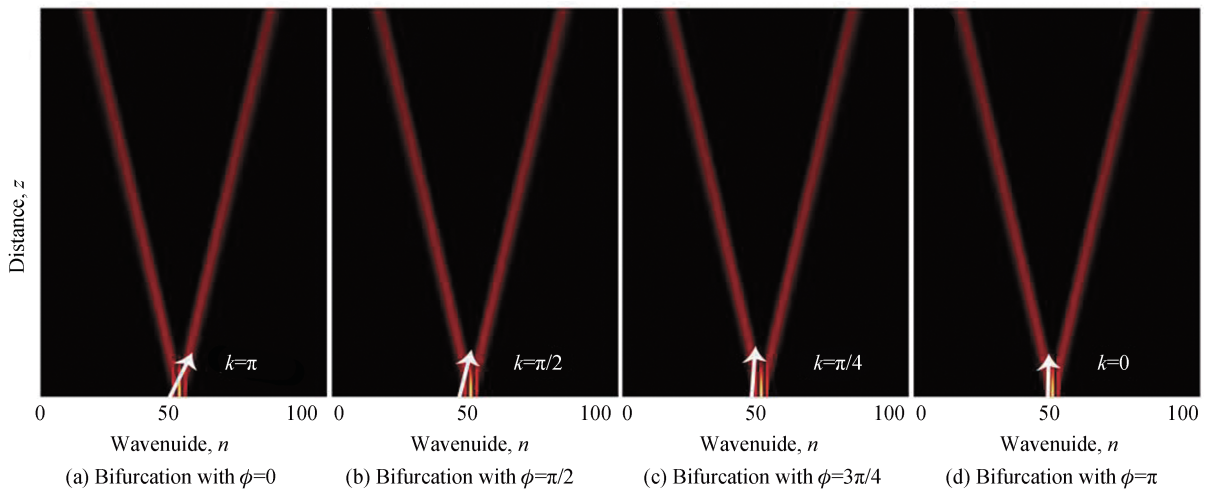 Distance, z
k=π
k=π/2
k=π/4
k=0
0 50 100
0 50 100
0 50 100
0 50 100
Wavenuide, n
Wavenuide, n
Wavenuide, n
Wavenuide, n
(a) Bifurcation with ϕ=0
(b) Bifurcation with ϕ=π/2
(c) Bifurcation with ϕ=3π/4
(d) Bifurcation with ϕ=π